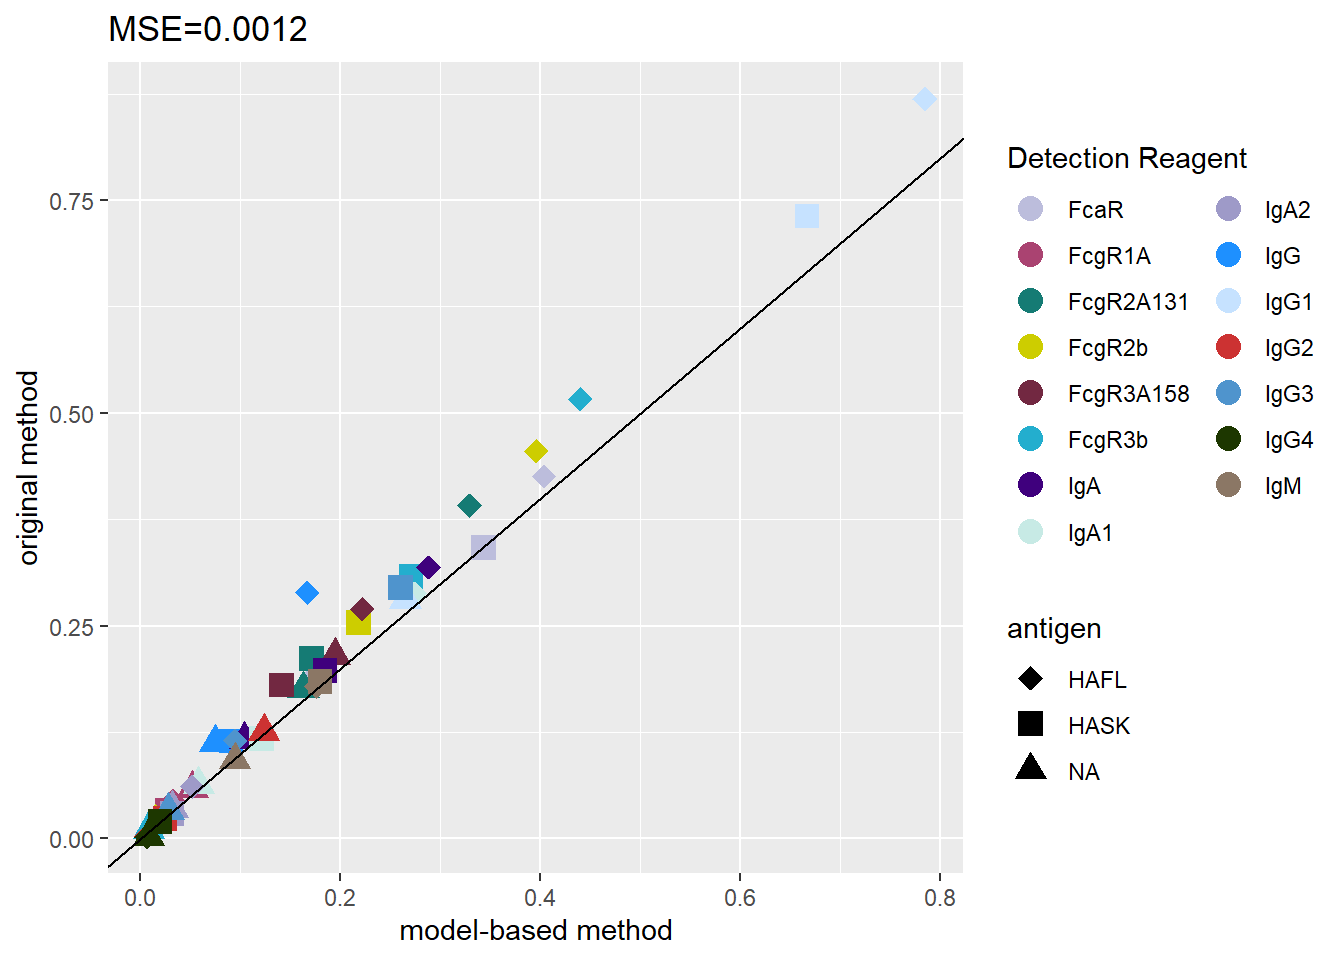 MSE=0.0012
original method
0.75
0.50
0.25
0.00
0.0
0.2
0.4
0.6
0.8
model-based method
Detection Reagent
FcaR
FcgR1A
FcgR2A131
FcgR2b
FcgR3A158
FcgR3b
IgA
IgA1
IgA2
IgG
IgG1
IgG2
IgG3
IgG4
IgM
antigen
HAFL
HASK
NA